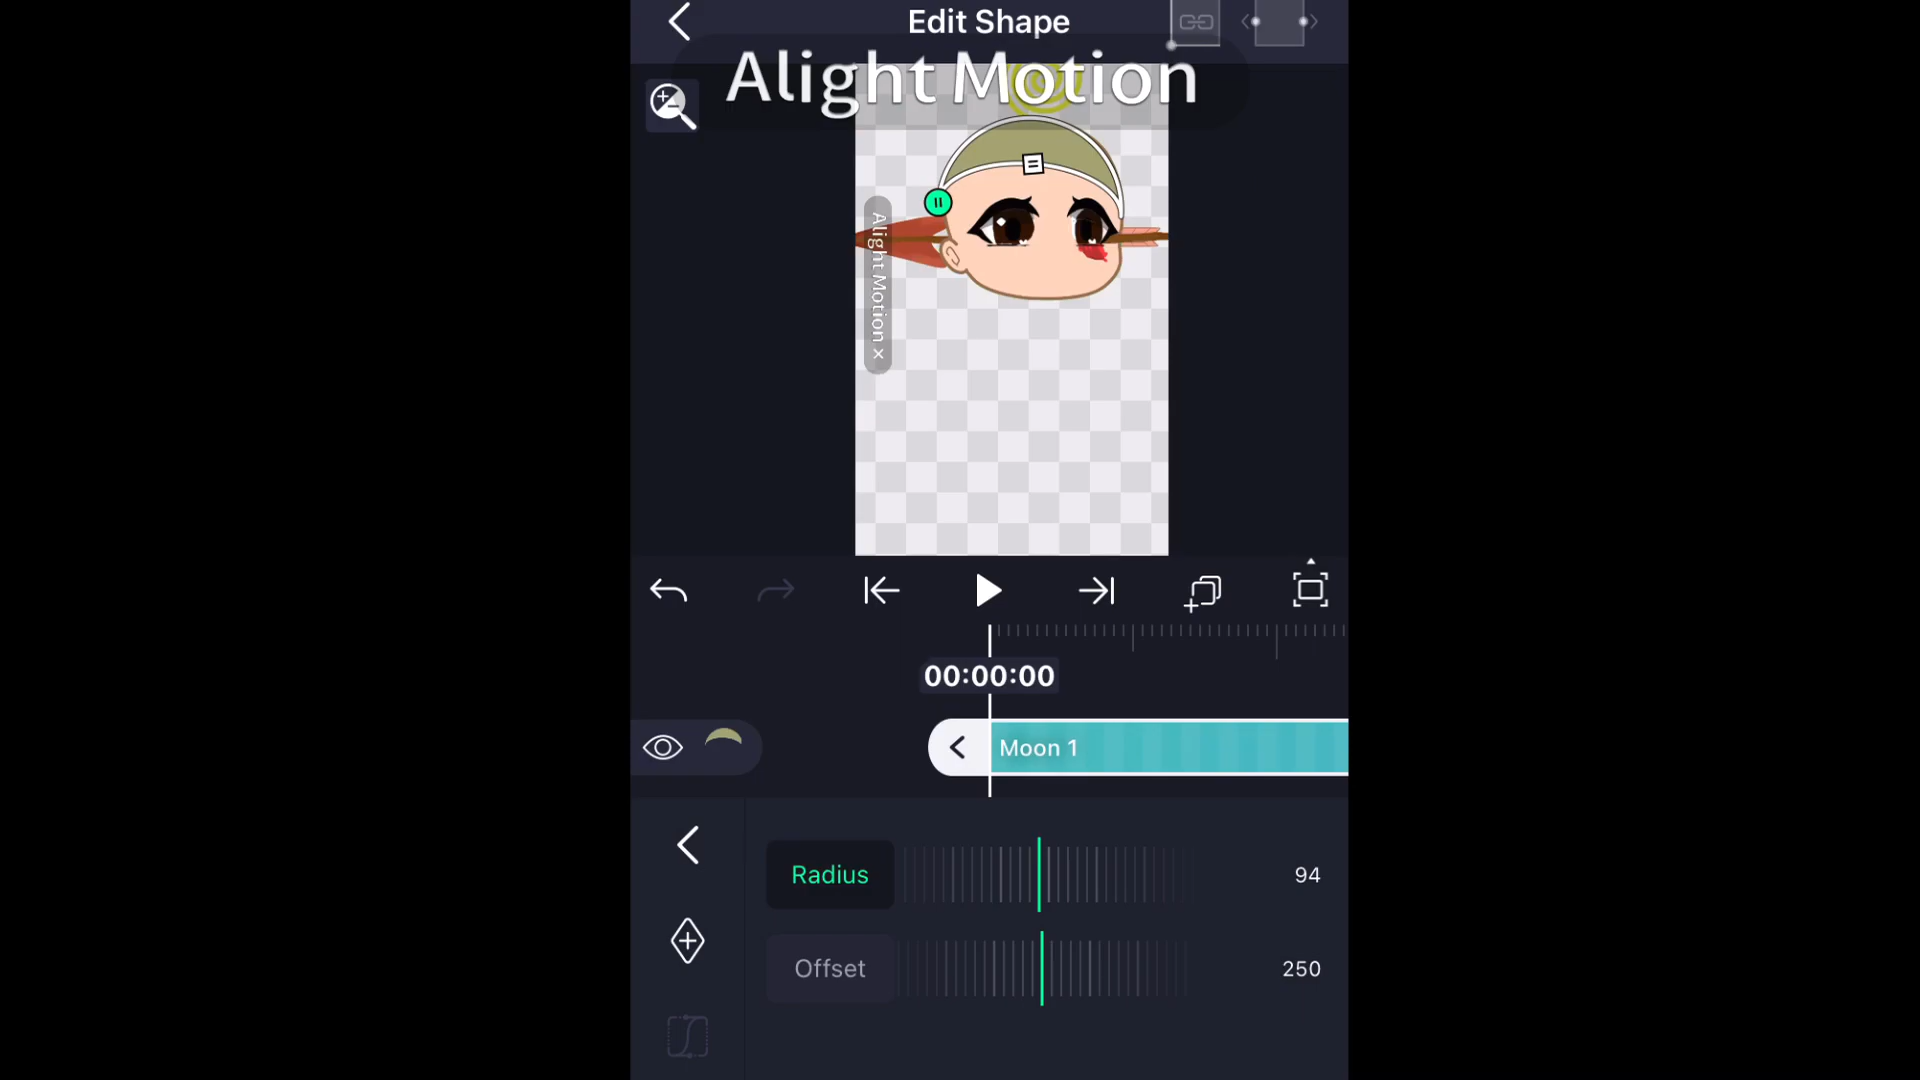 Edit Shape
Alight Motion
Alight Motion ×
00:00:00
Moon 1
Radius
94
Offset
250